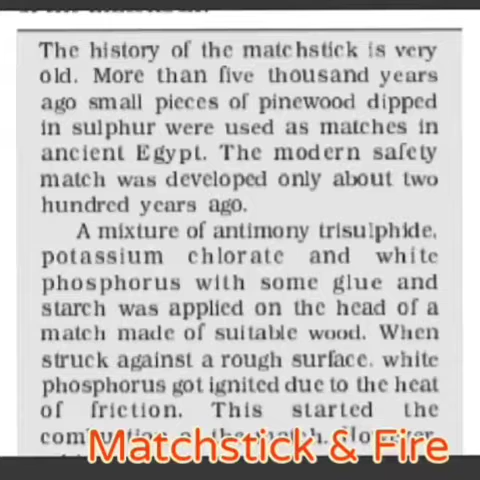 The history of the matchstick is very
old. More than five thousand years
ago small pieces of pinewood dipped
in sulphur were used as matches in
ancient Egypt. The modern safety
match was developed only about two
hundred years ago.
A mixture of antimony trisulphide,
potassium chlorate and white
phosphorus with some glue and
starch was applied on the head of a
match made of suitable wood. When
struck against a rough surface, white
phosphorus got ignited due to the heat
of friction. This started the
Matchstick & Fire